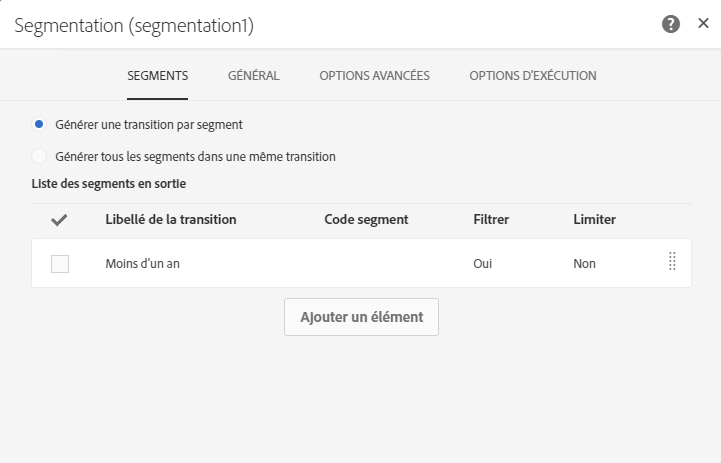 Segmentation (segmentation1)
SEGMENTS GÉNÉRAL OPTIONS AVANCÉES OPTIONS D'EXÉCUTION
Générer une transition par segment
Générer tous les segments dans une même transition
Liste des segments en sortie
Libellé de la transition Code segment Filtrer Limiter
Moins d'un an Oui Non
Ajouter un élément